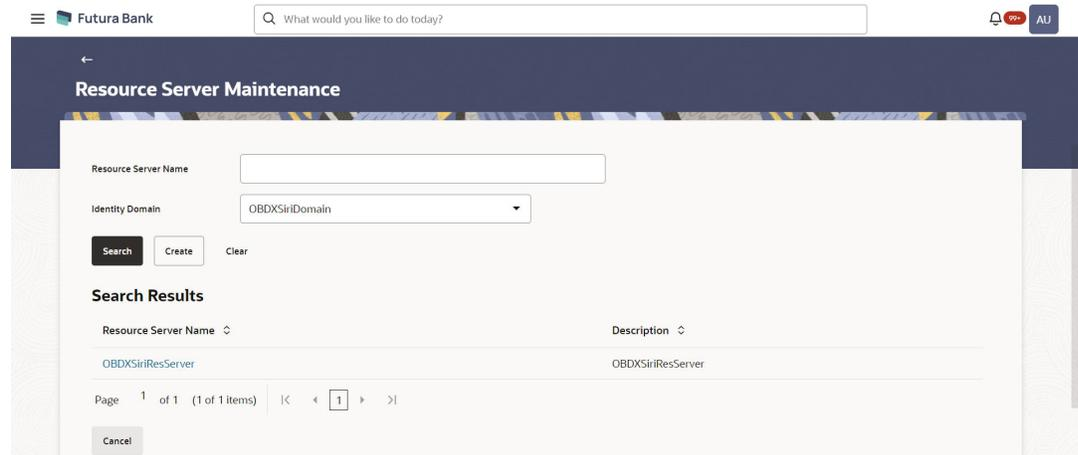 Futura Bank What would you like to do today? 99+ AU
Resource Server Maintenance
Resource Server Name
Identity Domain OBDXSiriDomain
Search Create Clear
Search Results
Resource Server Name Description
OBDXSiriResServer OBDXSiriResServer
Page 1 of 1 (1 of 1 items) 1
Cancel